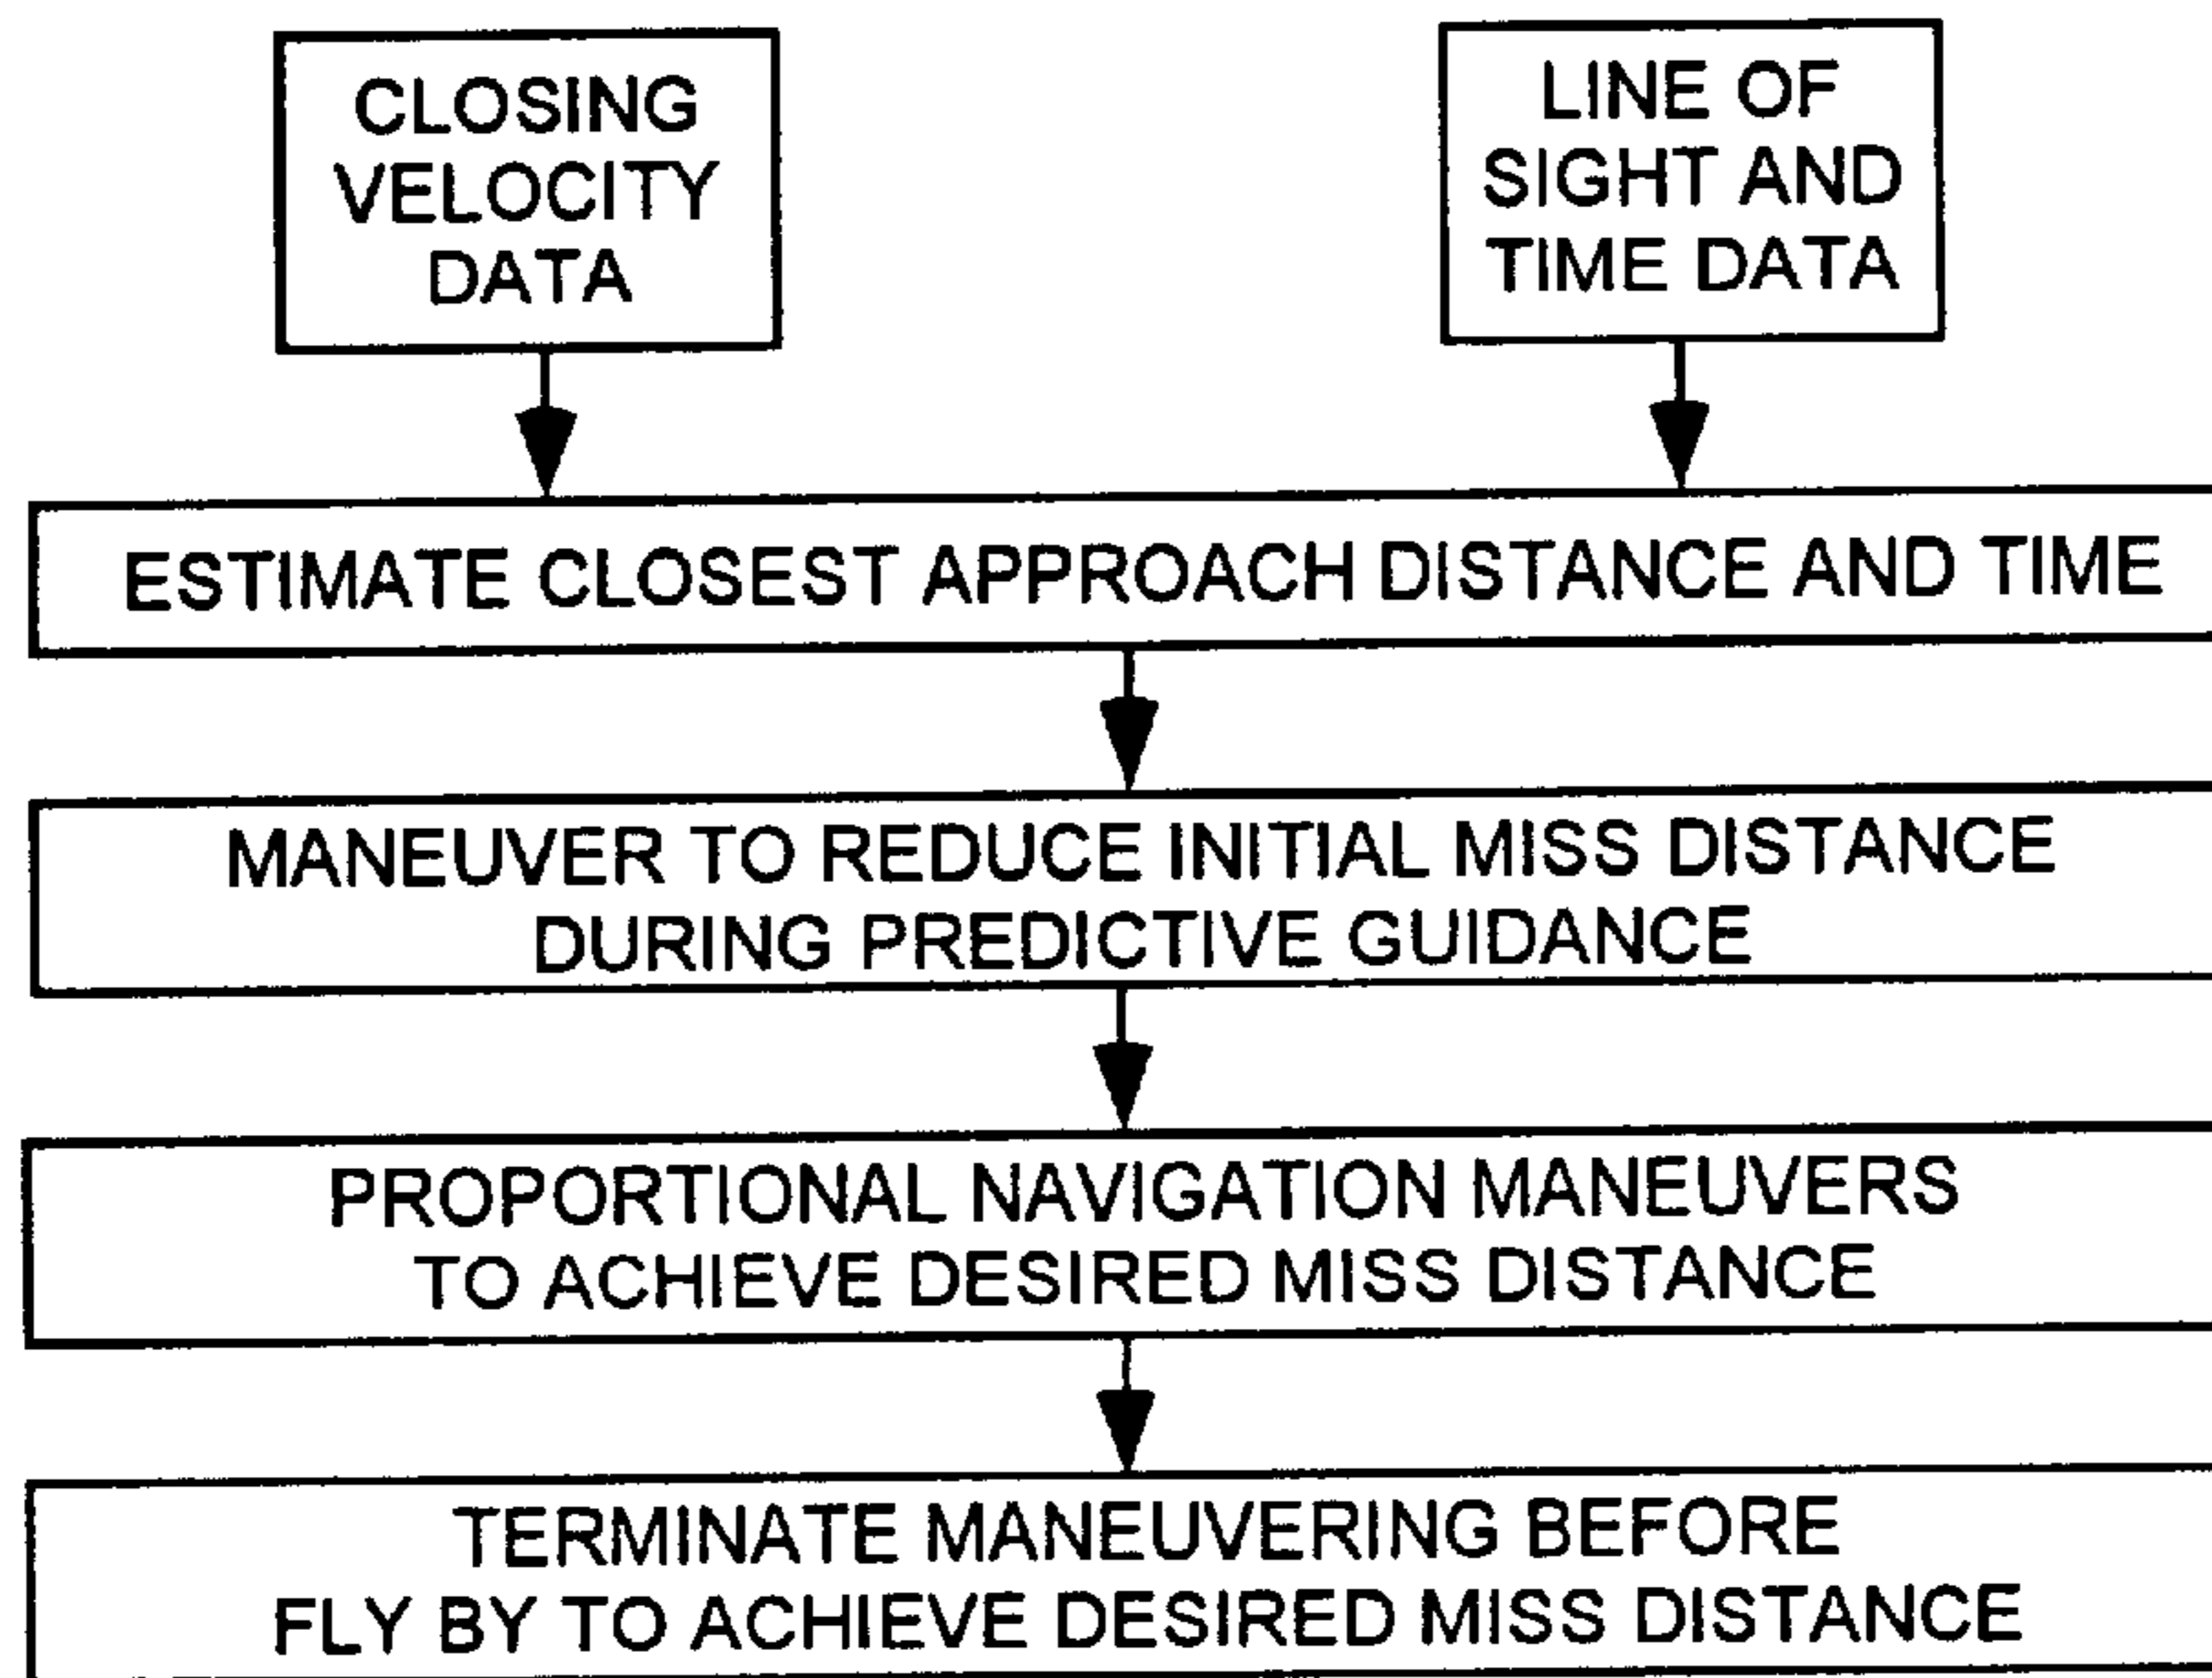 CLOSING
VELOCITY
DATA
LINE OF
SIGHT AND
TIME DATA
ESTIMATE CLOSEST APPROACH DISTANCE AND TIME
MANEUVER TO REDUCE INITIAL MISS DISTANCE
DURING PREDICTIVE GUIDANCE
PROPORTIONAL NAVIGATION MANEUVERS
TO ACHIEVE DESIRED MISS DISTANCE
TERMINATE MANEUVERING BEFORE
FLY BY TO ACHIEVE DESIRED MISS DISTANCE